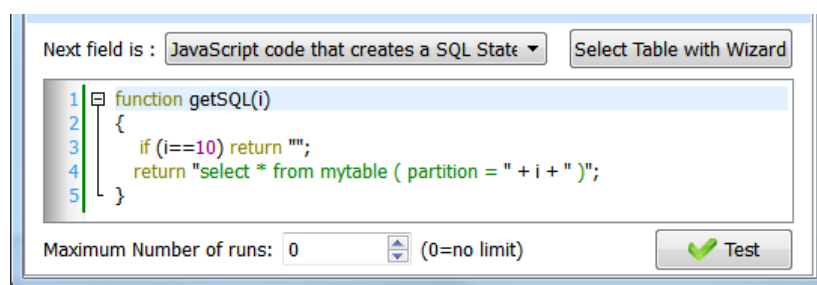 Next field is : JavaScript code that creates a SQL State Select Table with Wizard
1 function getSQL(i)
2 {
3 if (i==10) return "";
4 return "select * from mytable ( partition = " + i + " )";
5 }
Maximum Number of runs: 0 (0=no limit) Test